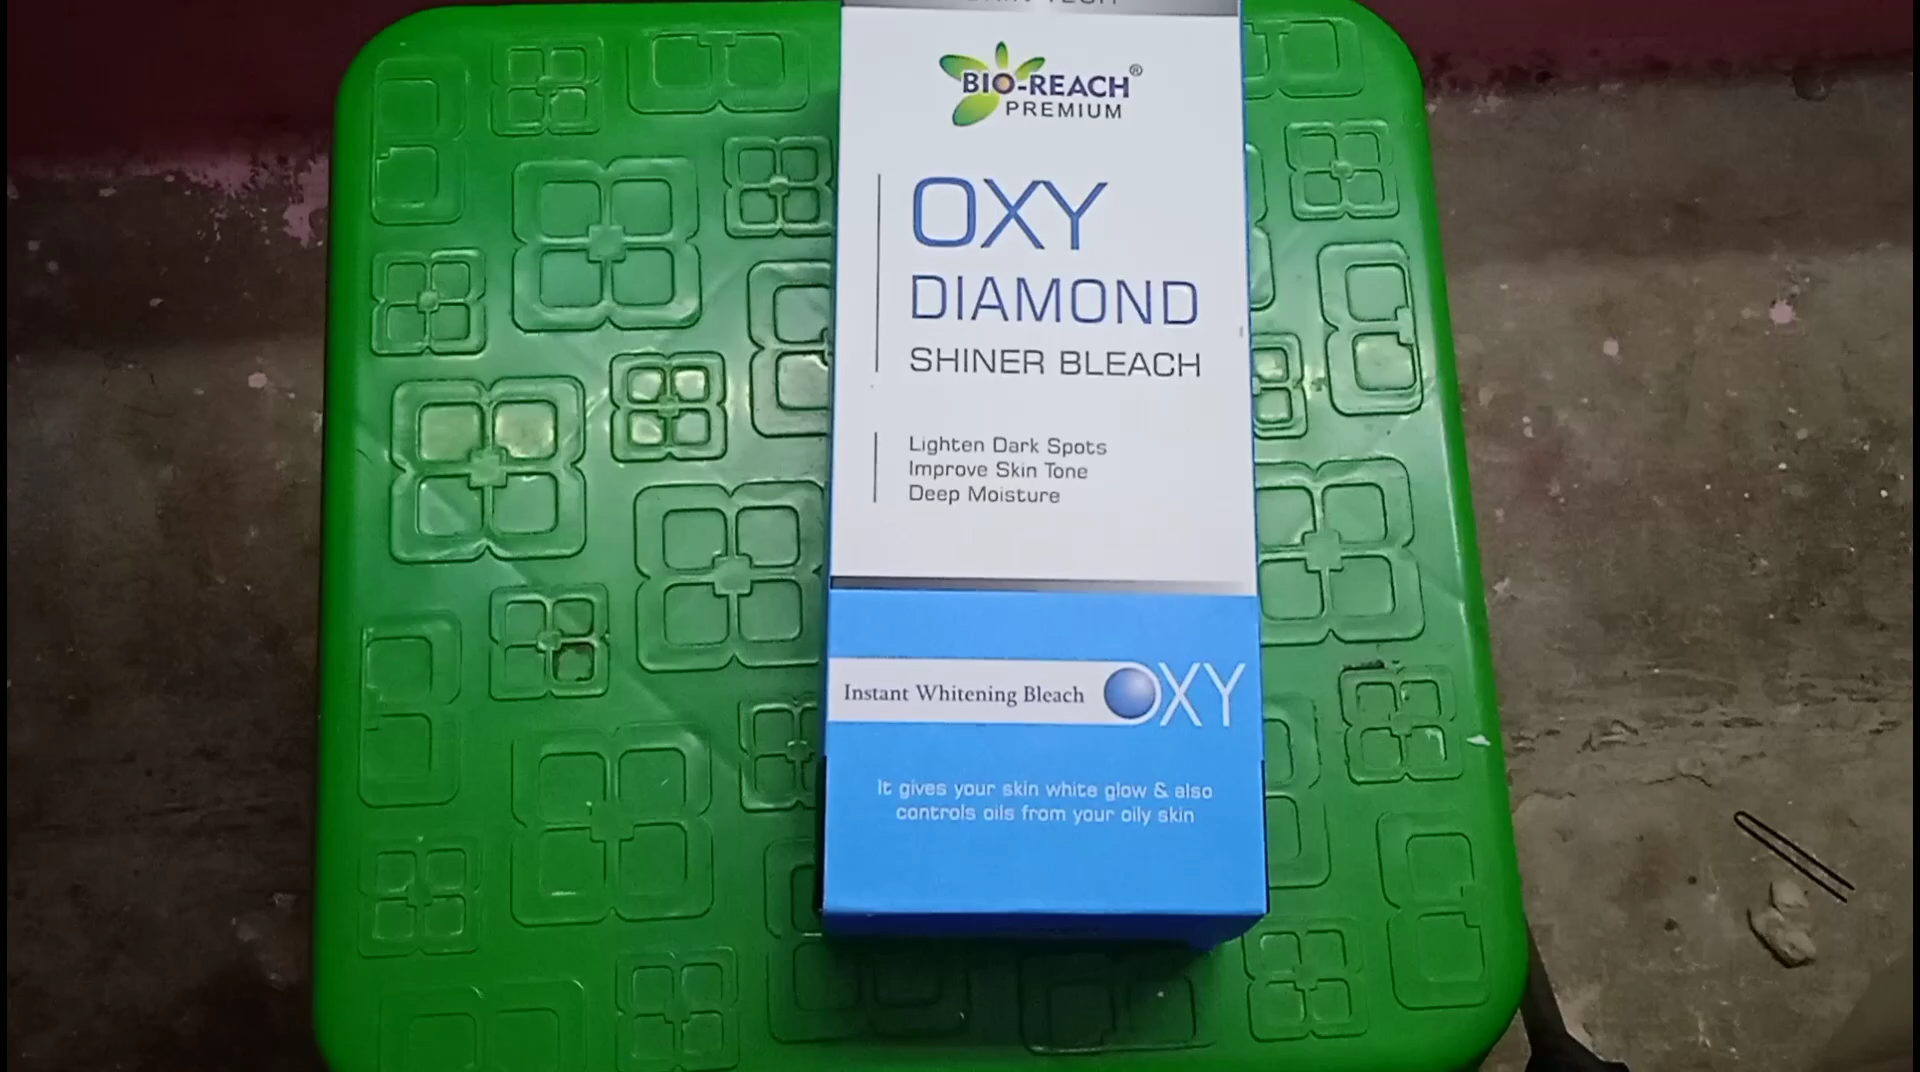 BIO-REACH®
PREMIUM
OXY
DIAMOND
SHINER BLEACH
Lighten Dark Spots
Improve Skin Tone
Deep Moisture
Instant Whitening Bleach OXY
It gives your skin white glow & also
controls oils from your oily skin